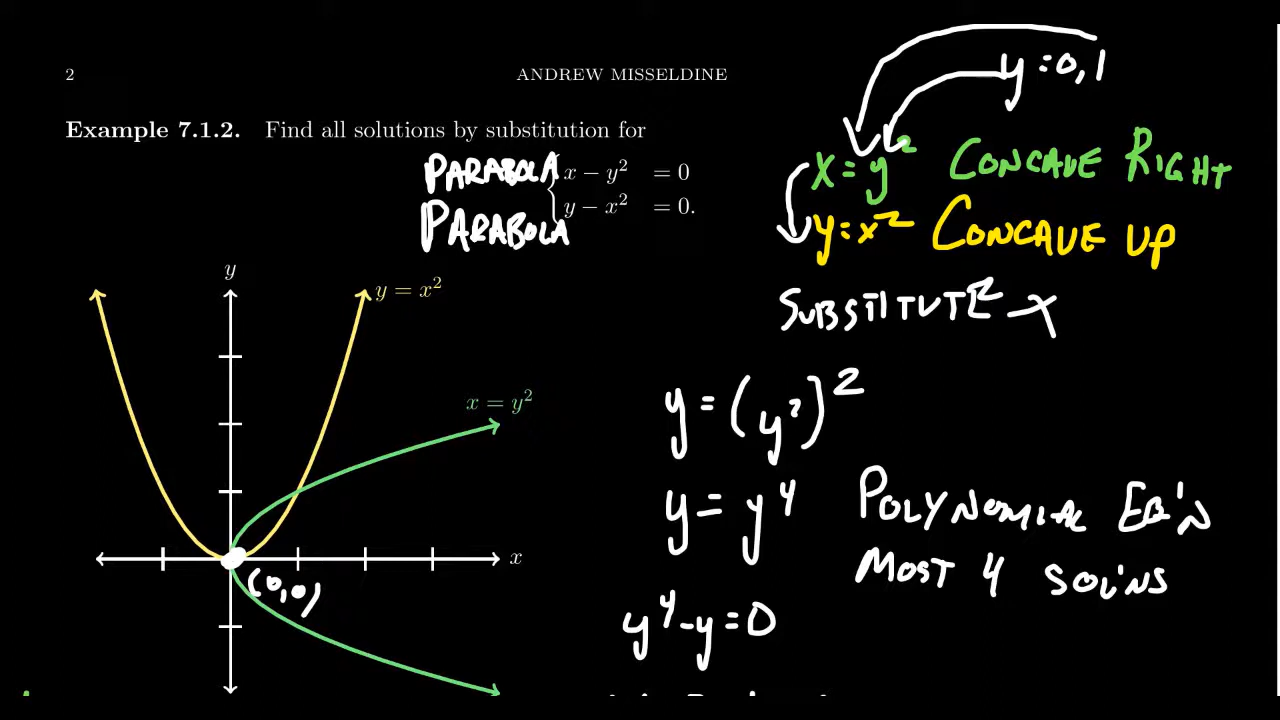 2 ANDREW MISSELDINE
y = 0, 1
Example 7.1.2. Find all solutions by substitution for
PARABOLA x − y² = 0
PARABOLA y − x² = 0.
x = y² CONCAVE RIGHT
y = x² CONCAVE UP
SUBSTITUTE x
y
y = x²
x = y²
x
(0,0)
y = (y²)²
y = y⁴ POLYNOMIAL EQ'N
MOST 4 SOL'NS
y⁴ - y = 0